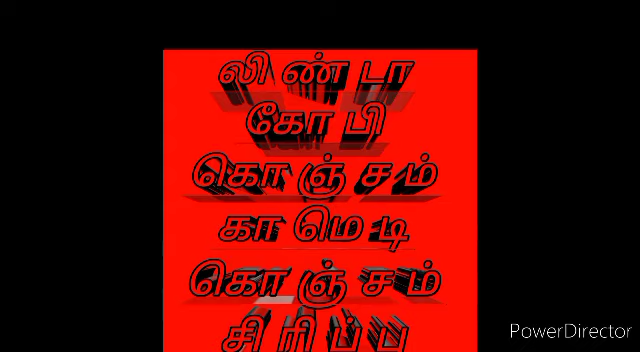 லிண்டா
கோபி
கொஞ்சம்
காமெடி
கொஞ்சம்
சிரிப்பு
PowerDirector